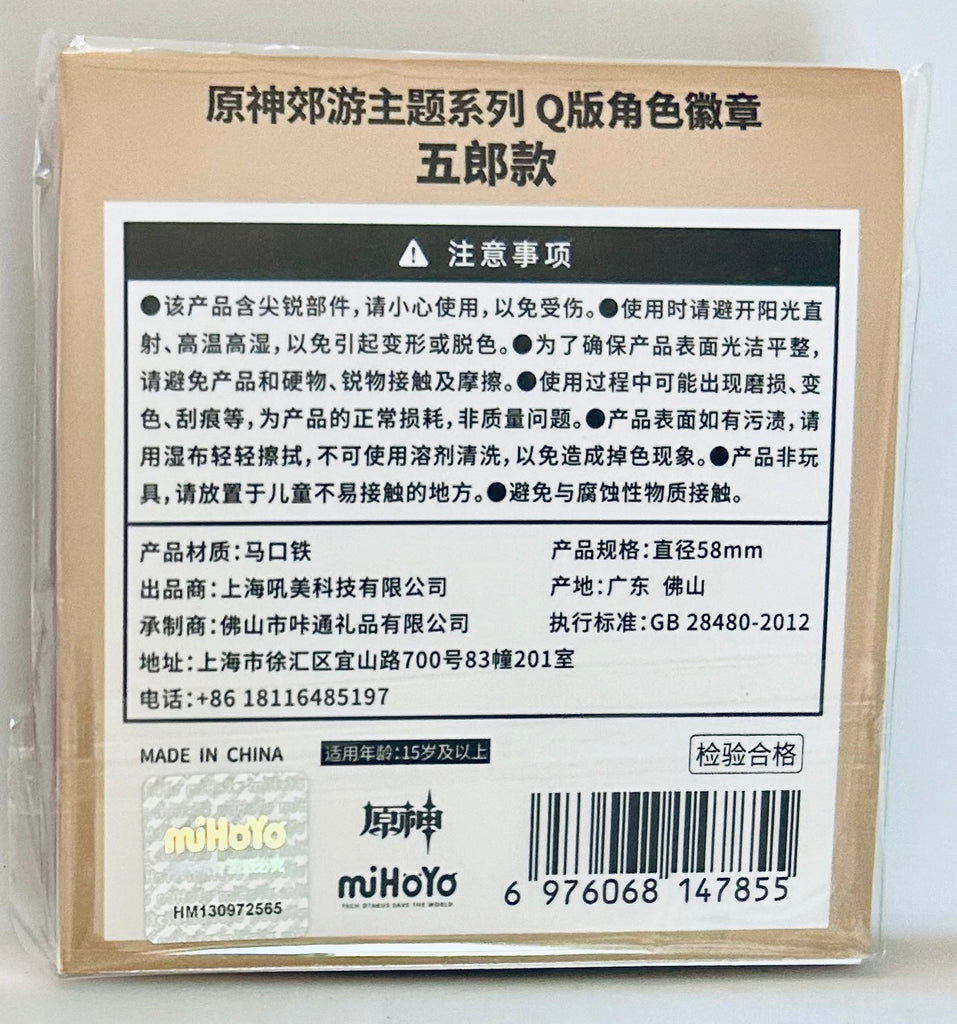 原神郊游主题系列 Q版角色徽章
五郎款
注意事项
●该产品含尖锐部件,请小心使用,以免受伤。●使用时请避开阳光直
射、高温高湿,以免引起变形或脱色。●为了确保产品表面光洁平整,
请避免产品和硬物、锐物接触及摩擦。●使用过程中可能出现磨损、变
色、刮痕等,为产品的正常损耗,非质量问题。●产品表面如有污渍,请
用湿布轻轻擦拭,不可使用溶剂清洗,以免造成掉色现象。●产品非玩
具,请放置于儿童不易接触的地方。●避免与腐蚀性物质接触。
产品材质:马口铁 产品规格:直径58mm
出品商:上海吼美科技有限公司 产地:广东 佛山
承制商:佛山市咔通礼品有限公司 执行标准:GB 28480-2012
地址:上海市徐汇区宜山路700号83幢201室
电话:+86 18116485197
MADE IN CHINA 适用年龄:15岁及以上 检验合格
miHoYo
HM130972565
原神
miHoYo
TECH OTAKUS SAVE THE WORLD
6 976068 147855